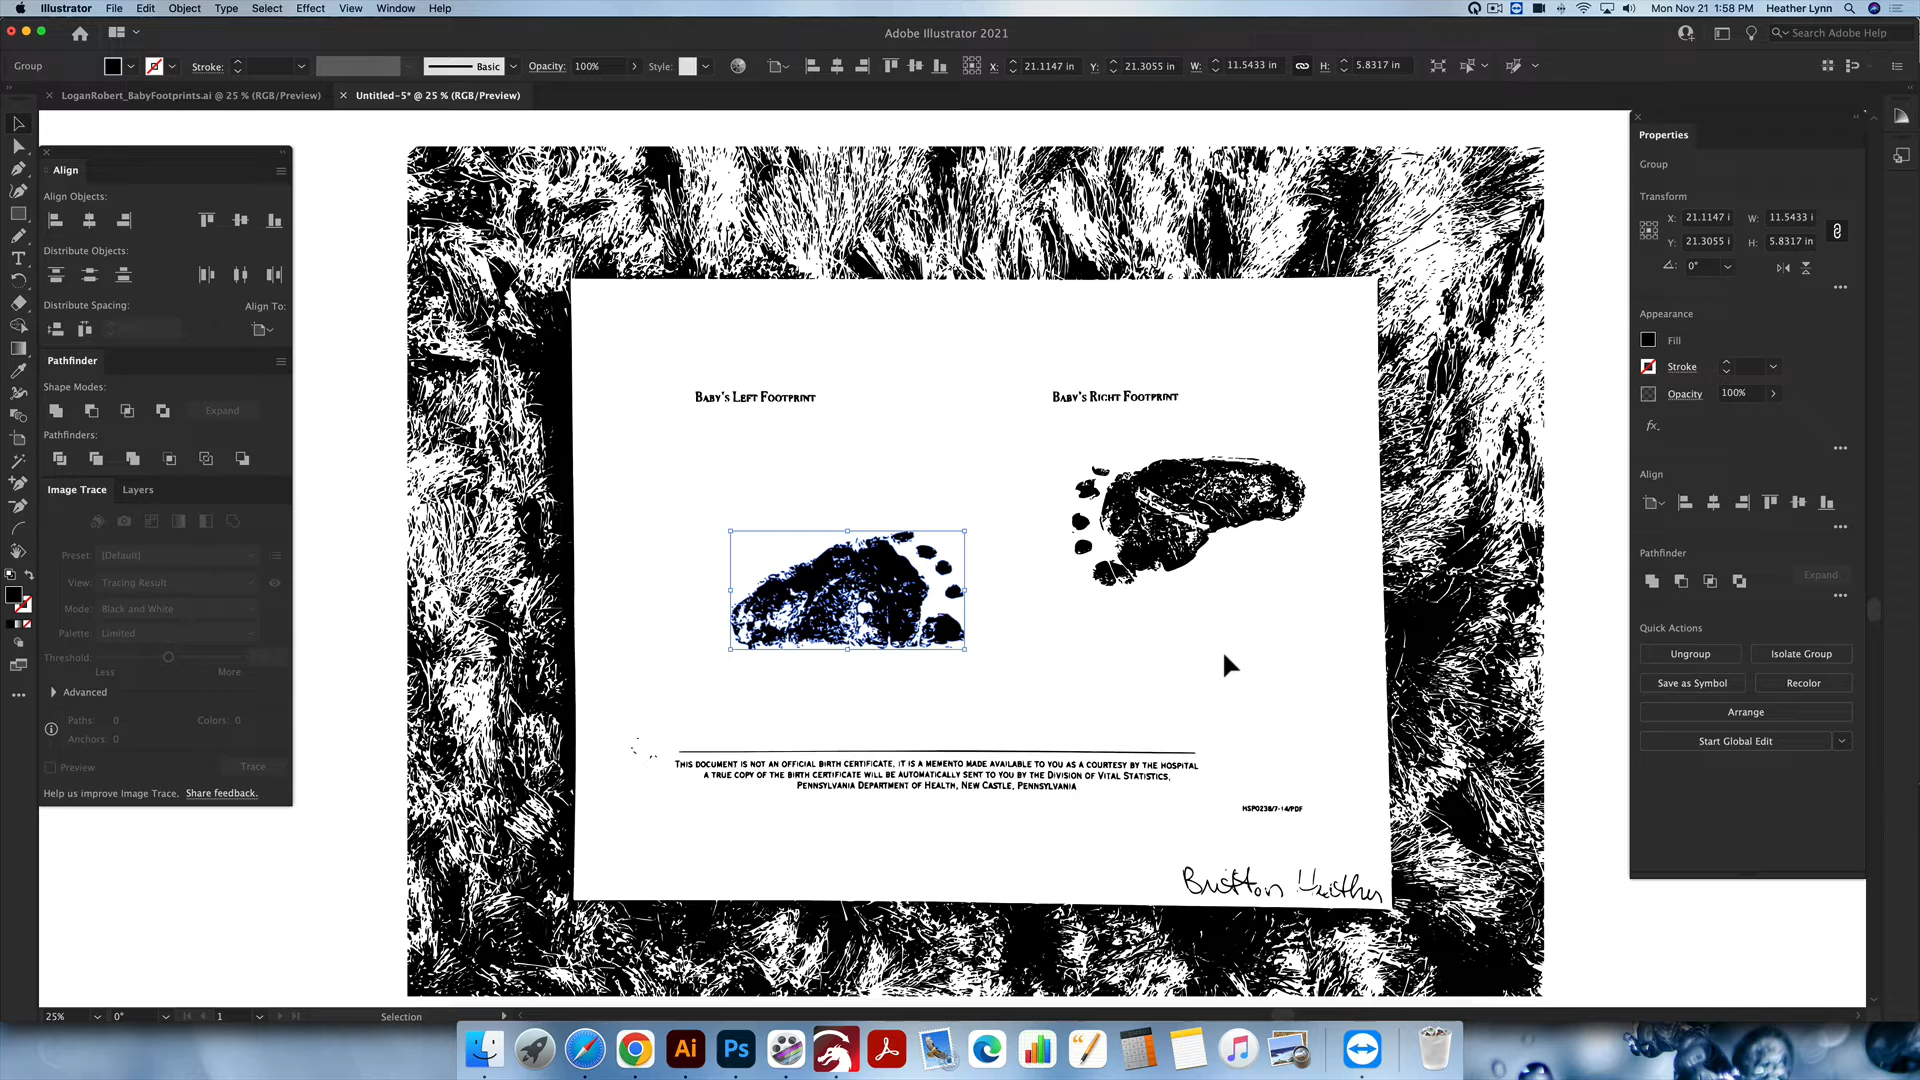 Illustrator File Edit Object Type Select Effect View Window Help
Mon Nov 21 1:58 PM Heather Lynn
Adobe Illustrator 2021
Search Adobe Help
Group Stroke: Basic Opacity: 100% Style: X: 21.1147 in Y: 21.3055 in W: 11.5433 in H: 5.8317 in
LoganRobert_BabyFootprints.ai @ 25 % (RGB/Preview)
Untitled-5* @ 25 % (RGB/Preview)
Align
Align Objects:
Distribute Objects:
Distribute Spacing:
Align To:
Pathfinder
Shape Modes:
Expand
Pathfinders:
Image Trace Layers
Preset: [Default]
View: Tracing Result
Mode: Black and White
Palette: Limited
Threshold:
Less More
Advanced
Paths: 0 Colors: 0
Anchors: 0
Preview Trace
Help us improve Image Trace. Share feedback.
Baby's Left Footprint
Baby's Right Footprint
This document is not an official birth certificate, it is a memento made available to you as a courtesy by the hospital
a true copy of the birth certificate will be automatically sent to you by the Division of Vital Statistics,
Pennsylvania Department of Health, New Castle, Pennsylvania
HSP0238/7-14/PDF
Britton Heather
Properties
Group
Transform
X: 21.1147 i W: 11.5433 i
Y: 21.3055 i H: 5.8317 in
0°
Appearance
Fill
Stroke
Opacity 100%
fx.
Align
Pathfinder
Expand
Quick Actions
Ungroup Isolate Group
Save as Symbol Recolor
Arrange
Start Global Edit
25% 0° 1 Selection
Ai
Ps